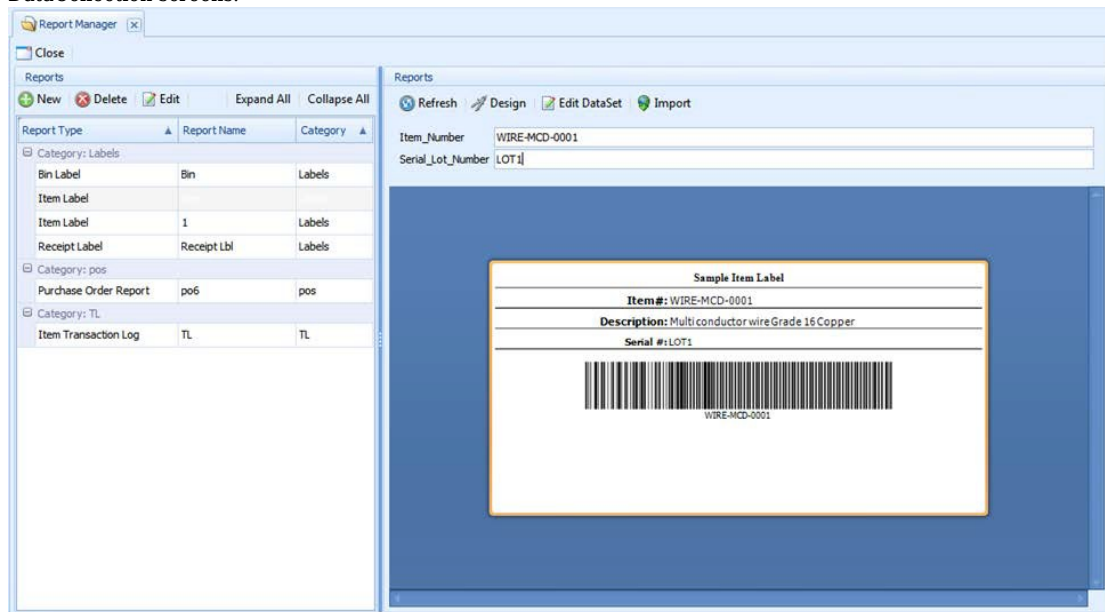 DataCollection screens.
Report Manager
Close
Reports
New Delete Edit Expand All Collapse All
Report Type Report Name Category
Category: Labels
Bin Label Bin Labels
Item Label
Item Label 1 Labels
Receipt Label Receipt Lbl Labels
Category: pos
Purchase Order Report po6 pos
Category: TL
Item Transaction Log TL TL
Reports
Refresh Design Edit DataSet Import
Item_Number WIRE-MCD-0001
Serial_Lot_Number LOT1
Sample Item Label
Item#: WIRE-MCD-0001
Description: Multi conductor wire Grade 16 Copper
Serial #: LOT1
WIRE-MCD-0001